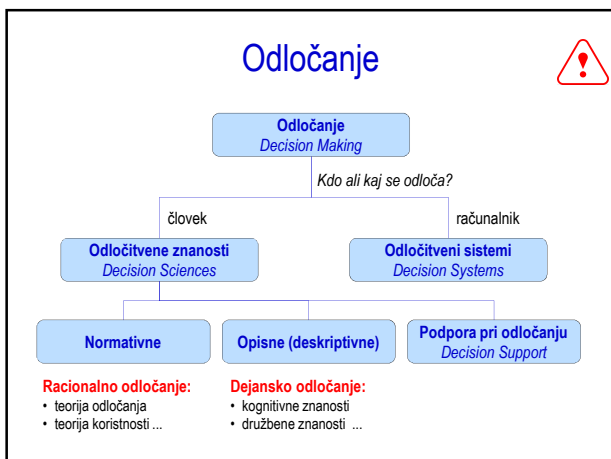 Odločanje
!
Odločanje
Decision Making
Kdo ali kaj se odloča?
človek
računalnik
Odločitvene znanosti
Decision Sciences
Odločitveni sistemi
Decision Systems
Normativne
Opisne (deskriptivne)
Podpora pri odločanju
Decision Support
Racionalno odločanje:
• teorija odločanja
• teorija koristnosti ...
Dejansko odločanje:
• kognitivne znanosti
• družbene znanosti ...